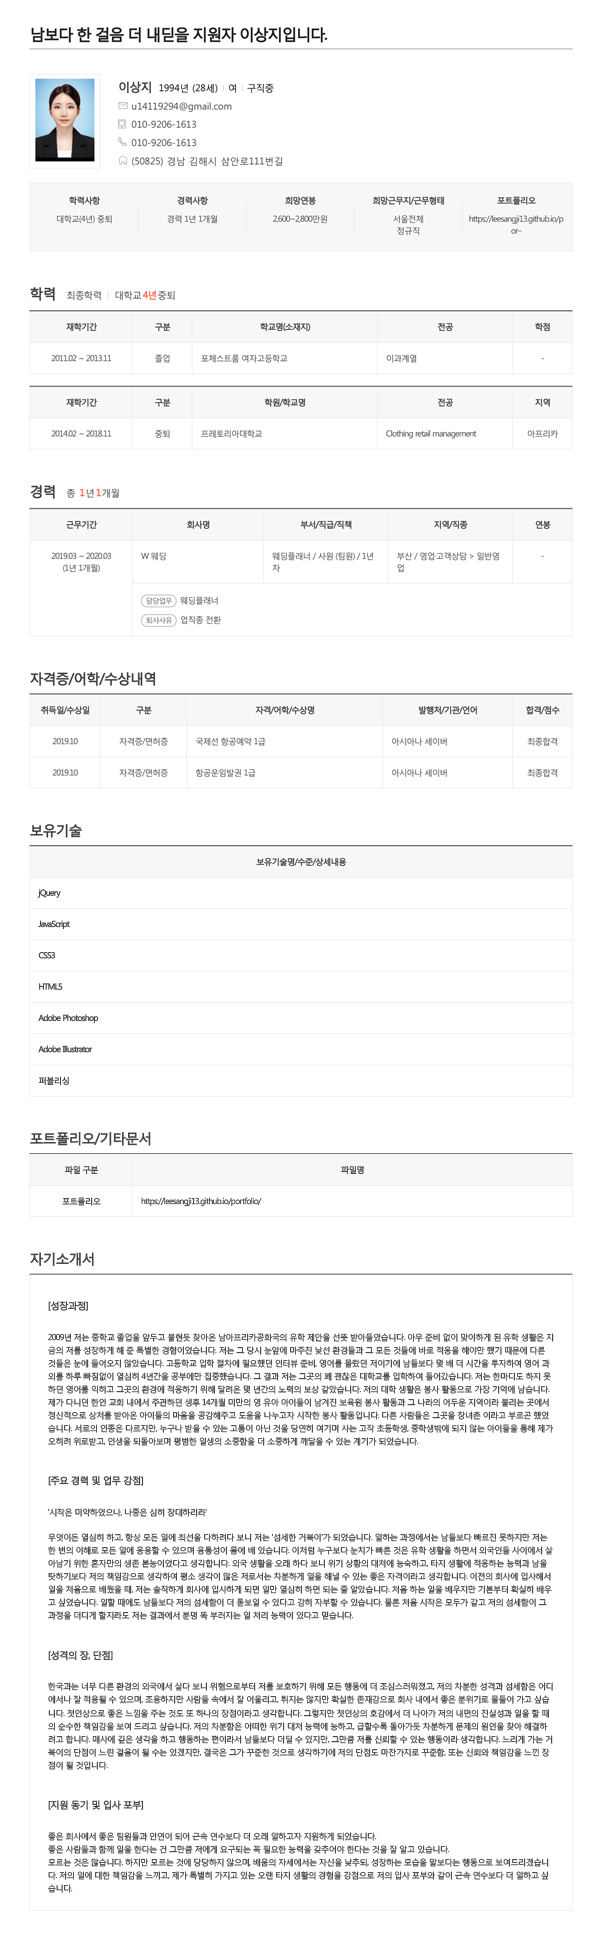 남보다 한 걸음 더 내딛을 지원자 이상지입니다.
이상지 1994년 (28세) 여 구직중
u14119294@gmail.com
010-9206-1613
010-9206-1613
(50825) 경남 김해시 삼안로111번길
학력사항 경력사항 희망연봉 희망근무지/근무형태 포트폴리오
대학교(4년) 중퇴 경력 1년 1개월 2,600~2,800만원 서울전체 https://leesangji13.github.io/p
정규직 or~
학력 최종학력 대학교 4년 중퇴
재학기간 구분 학교명(소재지) 전공 학점
2011.02 ~ 2013.11 졸업 포체스트룸 여자고등학교 이과계열 -
재학기간 구분 학원/학교명 전공 지역
2014.02 ~ 2018.11 중퇴 프레토리아대학교 Clothing retail management 아프리카
경력 총 1년 1개월
근무기간 회사명 부서/직급/직책 지역/직종 연봉
2019.03 ~ 2020.03 W 웨딩 웨딩플래너 / 사원 (팀원) / 1년 부산 / 영업·고객상담 > 일반영 -
(1년 1개월) 차 업
담당업무 웨딩플래너
퇴사사유 업직종 전환
자격증/어학/수상내역
취득일/수상일 구분 자격/어학/수상명 발행처/기관/언어 합격/점수
2019.10 자격증/면허증 국제선 항공예약 1급 아시아나 세이버 최종합격
2019.10 자격증/면허증 항공운임발권 1급 아시아나 세이버 최종합격
보유기술
보유기술명/수준/상세내용
jQuery
JavaScript
CSS3
HTML5
Adobe Photoshop
Adobe Illustrator
퍼블리싱
포트폴리오/기타문서
파일 구분 파일명
포트폴리오 https://leesangji13.github.io/portfolio/
자기소개서
[성장과정]
2009년 저는 중학교 졸업을 앞두고 불현듯 찾아온 남아프리카공화국의 유학 제안을 선뜻 받아들였습니다. 아무 준비 없이 맞이하게 된 유학 생활은 지
금의 저를 성장하게 해 준 특별한 경험이었습니다. 저는 그 당시 눈앞에 마주친 낯선 환경들과 그 모든 것들에 바로 적응을 해야만 했기 때문에 다른
것들은 눈에 들어오지 않았습니다. 고등학교 입학 절차에 필요했던 인터뷰 준비, 영어를 몰랐던 저이기에 남들보다 몇 배 더 시간을 투자하여 영어 과
외를 하루 빠짐없이 열심히 4년간을 공부에만 집중했습니다. 그 결과 저는 그곳의 꽤 괜찮은 대학교를 입학하여 들어갔습니다. 저는 한마디도 하지 못
하던 영어를 익히고 그곳의 환경에 적응하기 위해 달려온 몇 년간의 노력의 보상 같았습니다. 저의 대학 생활은 봉사 활동으로 가장 기억에 남습니다.
제가 다니던 한인 교회 내에서 주관하던 생후 14개월 미만의 영 유아 아이들이 남겨진 보육원 봉사 활동과 그 나라의 어두운 지역이라 불리는 곳에서
정신적으로 상처를 받아온 아이들의 마음을 공감해주고 도움을 나누고자 시작한 봉사 활동입니다. 다른 사람들은 그곳을 창녀촌 이라고 부르곤 했었
습니다. 서로의 인종은 다르지만, 누구나 받을 수 있는 고통이 아닌 것을 당연히 여기며 사는 고작 초등학생, 중학생밖에 되지 않는 아이들을 통해 제가
오히려 위로받고, 인생을 되돌아보며 평범한 일생의 소중함을 더 소중하게 깨달을 수 있는 계기가 되었습니다.
[주요 경력 및 업무 강점]
'시작은 미약하였으나, 나중은 심히 창대하리라'
무엇이든 열심히 하고, 항상 모든 일에 최선을 다하려다 보니 저는 '섬세한 거북이'가 되었습니다. 일하는 과정에서는 남들보다 빠르진 못하지만 저는
한 번의 이해로 모든 일에 응용할 수 있으며 융통성이 몸에 배 있습니다. 이처럼 누구보다 눈치가 빠른 것은 유학 생활을 하면서 외국인들 사이에서 살
아남기 위한 혼자만의 생존 본능이었다고 생각합니다. 외국 생활을 오래 하다 보니 위기 상황의 대처에 능숙하고, 타지 생활에 적응하는 능력과 남을
탓하기보다 저의 책임감으로 생각하여 평소 생각이 많은 저로서는 차분하게 일을 해낼 수 있는 좋은 자격이라고 생각합니다. 이전의 회사에 입사해서
일을 처음으로 배웠을 때, 저는 솔직하게 회사에 입사하게 되면 일만 열심히 하면 되는 줄 알았습니다. 처음 하는 일을 배우지만 기본부터 확실히 배우
고 싶었습니다. 일할 때에도 남들보다 저의 섬세함이 더 돋보일 수 있다고 감히 자부할 수 있습니다. 물론 처음 시작은 모두가 같고 저의 섬세함이 그
과정을 더디게 할지라도 저는 결과에서 분명 똑 부러지는 일 처리 능력이 있다고 믿습니다.
[성격의 장, 단점]
한국과는 너무 다른 환경의 외국에서 살다 보니 위험으로부터 저를 보호하기 위해 모든 행동에 더 조심스러워졌고, 저의 차분한 성격과 섬세함은 어디
에서나 잘 적용될 수 있으며, 조용하지만 사람들 속에서 잘 어울리고, 튀지는 않지만 확실한 존재감으로 회사 내에서 좋은 분위기로 물들어 가고 싶습
니다. 첫인상으로 좋은 느낌을 주는 것도 또 하나의 장점이라고 생각합니다. 그렇지만 첫인상의 호감에서 더 나아가 저의 내면의 진실성과 일을 할 때
의 순수한 책임감을 보여 드리고 싶습니다. 저의 차분함은 어떠한 위기 대처 능력에 능하고, 급할수록 돌아가듯 차분하게 문제의 원인을 찾아 해결하
려고 합니다. 매사에 깊은 생각을 하고 행동하는 편이라서 남들보다 더딜 수 있지만, 그만큼 저를 신뢰할 수 있는 행동이라 생각합니다. 느리게 가는 거
북이의 단점이 느린 걸음이 될 수는 있겠지만, 결국은 그가 꾸준한 것으로 생각하기에 저의 단점도 마찬가지로 꾸준함, 또는 신뢰와 책임감을 느낀 장
점이 될 것입니다.
[지원 동기 및 입사 포부]
좋은 회사에서 좋은 팀원들과 인연이 되어 근속 연수보다 더 오래 일하고자 지원하게 되었습니다.
좋은 사람들과 함께 일을 한다는 건 그만큼 저에게 요구되는 꼭 필요한 능력을 갖추어야 한다는 것을 잘 알고 있습니다.
모르는 것은 많습니다. 하지만 모르는 것에 당당하지 않으며, 배움의 자세에서는 자신을 낮추되, 성장하는 모습을 말보다는 행동으로 보여드리겠습니
다. 저의 일에 대한 책임감을 느끼고, 제가 특별히 가지고 있는 오랜 타지 생활의 경험을 강점으로 저의 입사 포부와 같이 근속 연수보다 더 일하고 싶
습니다.